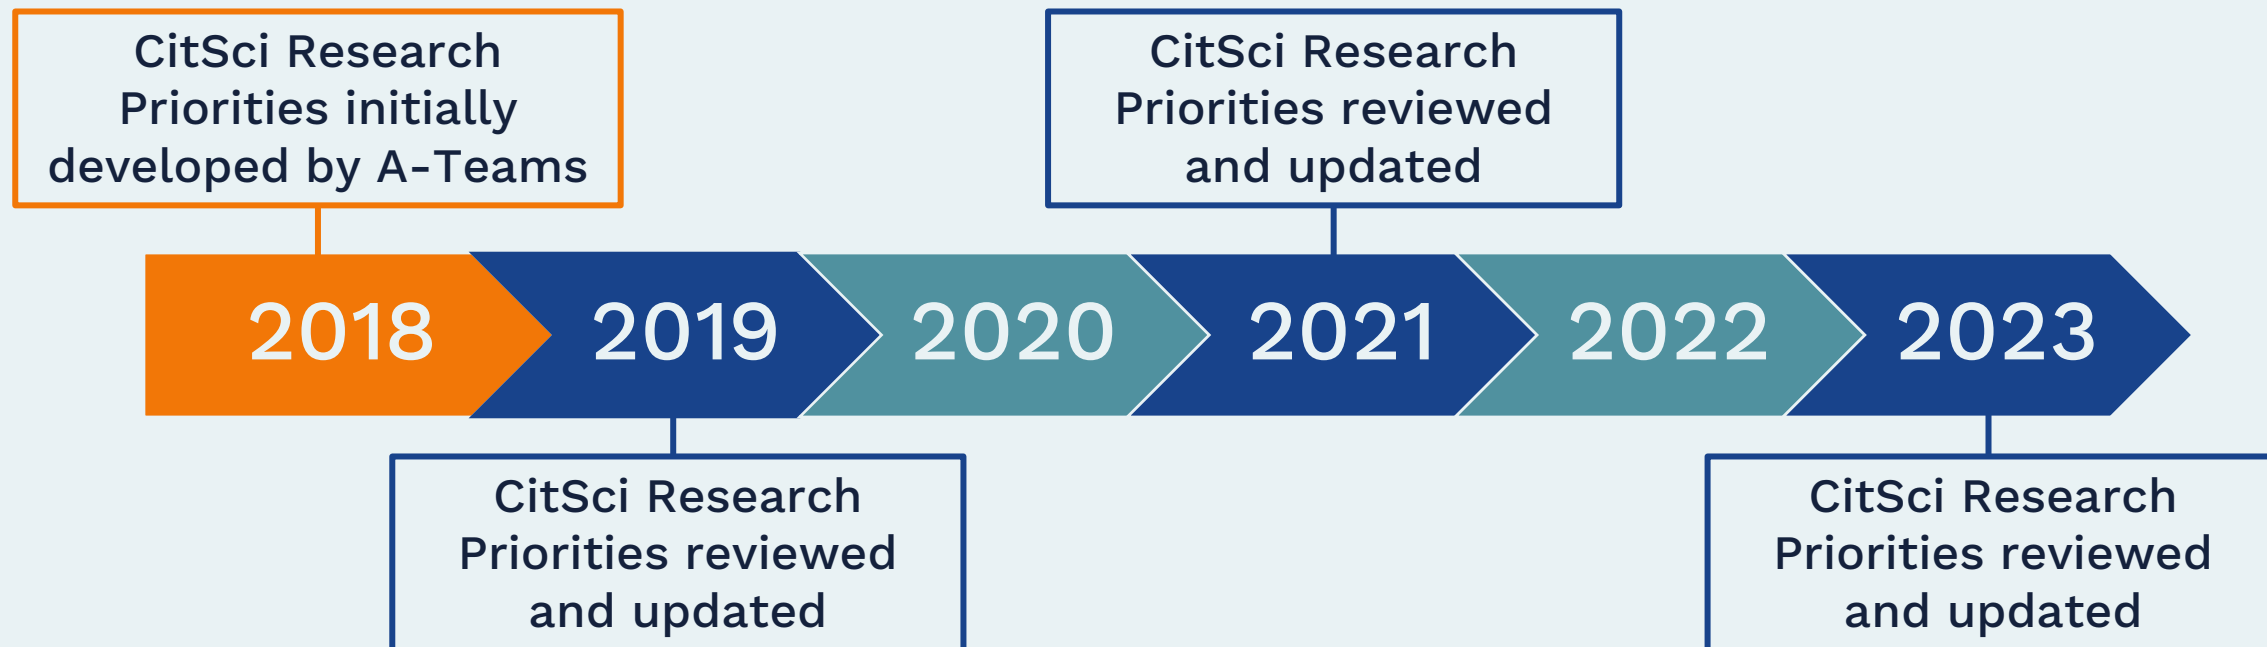 CitSci Research
Priorities initially
developed by A-Teams
CitSci Research
Priorities reviewed
and updated
2018
2019
2020
2021
2022
2023
CitSci Research
Priorities reviewed
and updated
CitSci Research
Priorities reviewed
and updated